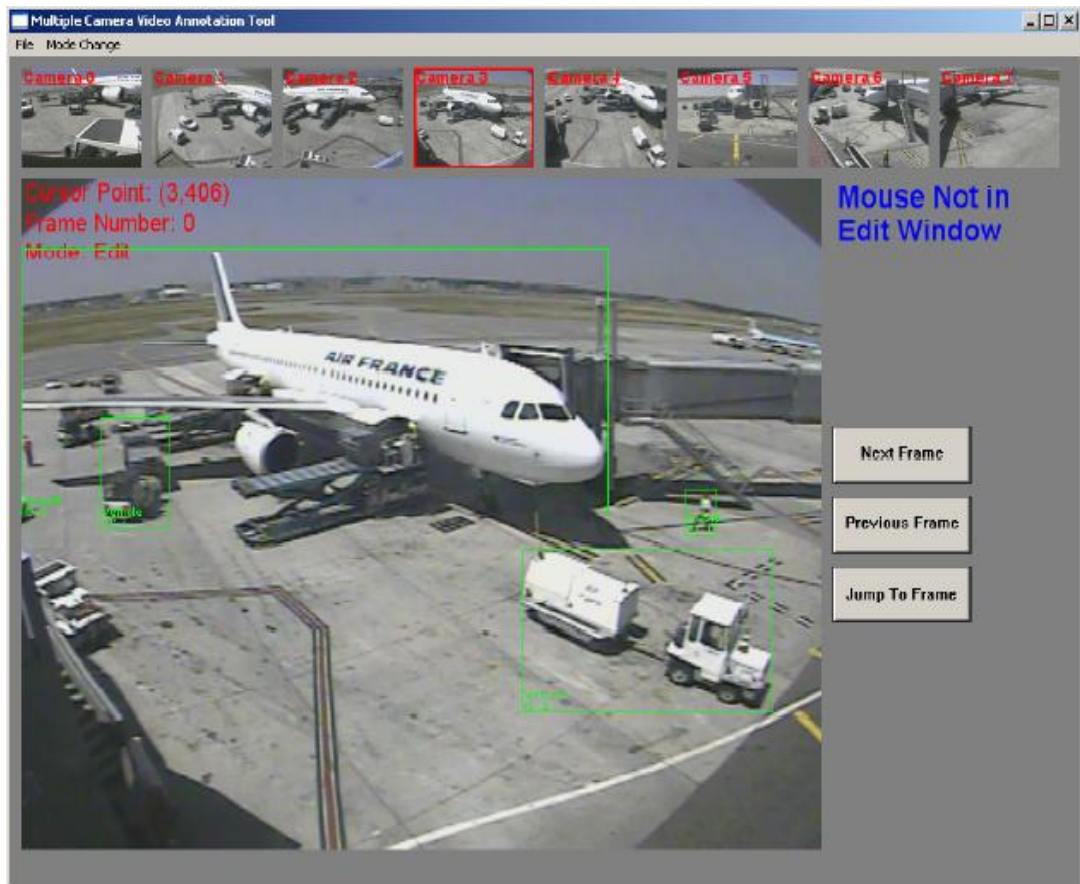 Multiple Camera Video Annotation Tool
File Mode Change
Camera 0 Camera 1 Camera 2 Camera 3 Camera 4 Camera 5 Camera 6 Camera 7
Cursor Point: (3,406)
Frame Number: 0
Mode: Edit
Mouse Not in
Edit Window
AIR FRANCE
Next Frame
Previous Frame
Jump To Frame
Vehicle